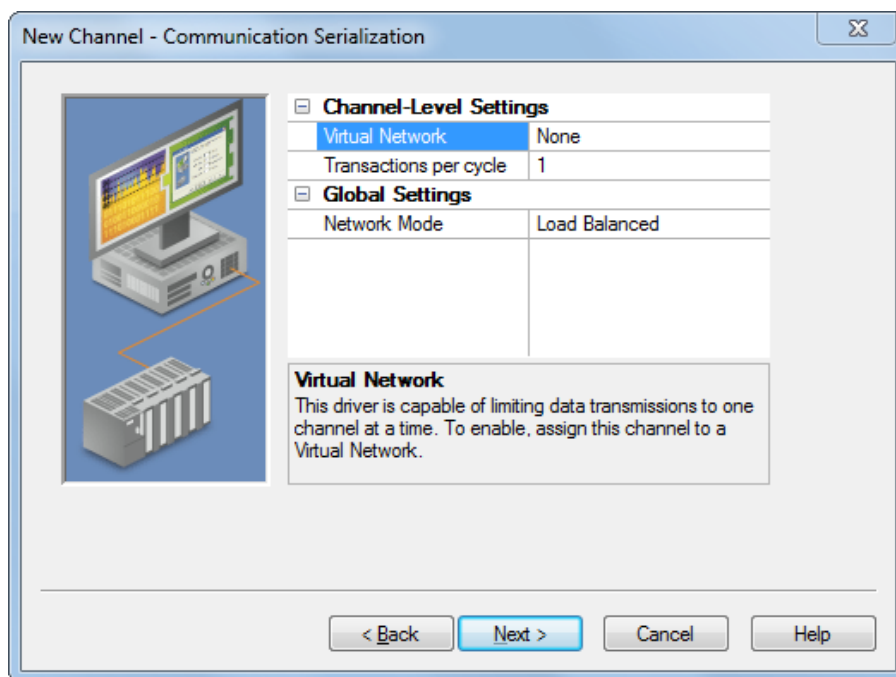 New Channel - Communication Serialization
Channel-Level Settings
Virtual Network None
Transactions per cycle 1
Global Settings
Network Mode Load Balanced
Virtual Network
This driver is capable of limiting data transmissions to one
channel at a time. To enable, assign this channel to a
Virtual Network.
< Back Next > Cancel Help